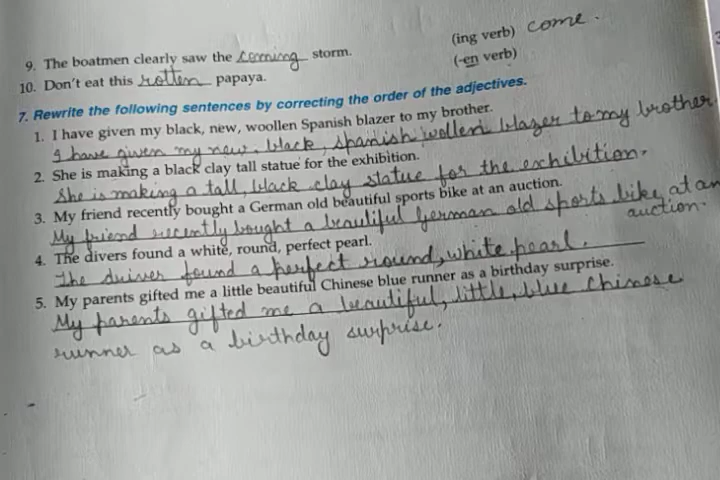 9. The boatmen clearly saw the coming storm. (ing verb) come.
10. Don't eat this rotten papaya. (-en verb)
7. Rewrite the following sentences by correcting the order of the adjectives.
1. I have given my black, new, woollen Spanish blazer to my brother.
I have given my new, black, spanish wollen blazer to my brother
2. She is making a black clay tall statue for the exhibition.
She is making a tall, black clay statue for the exhibition.
3. My friend recently bought a German old beautiful sports bike at an auction.
My friend recently bought a beautiful german old sports bike at an
auction.
4. The divers found a white, round, perfect pearl.
The duiver found a perfect round, white pearl.
5. My parents gifted me a little beautiful Chinese blue runner as a birthday surprise.
My parents gifted me a beautiful, little, blue chinese
runner as a birthday surprise.